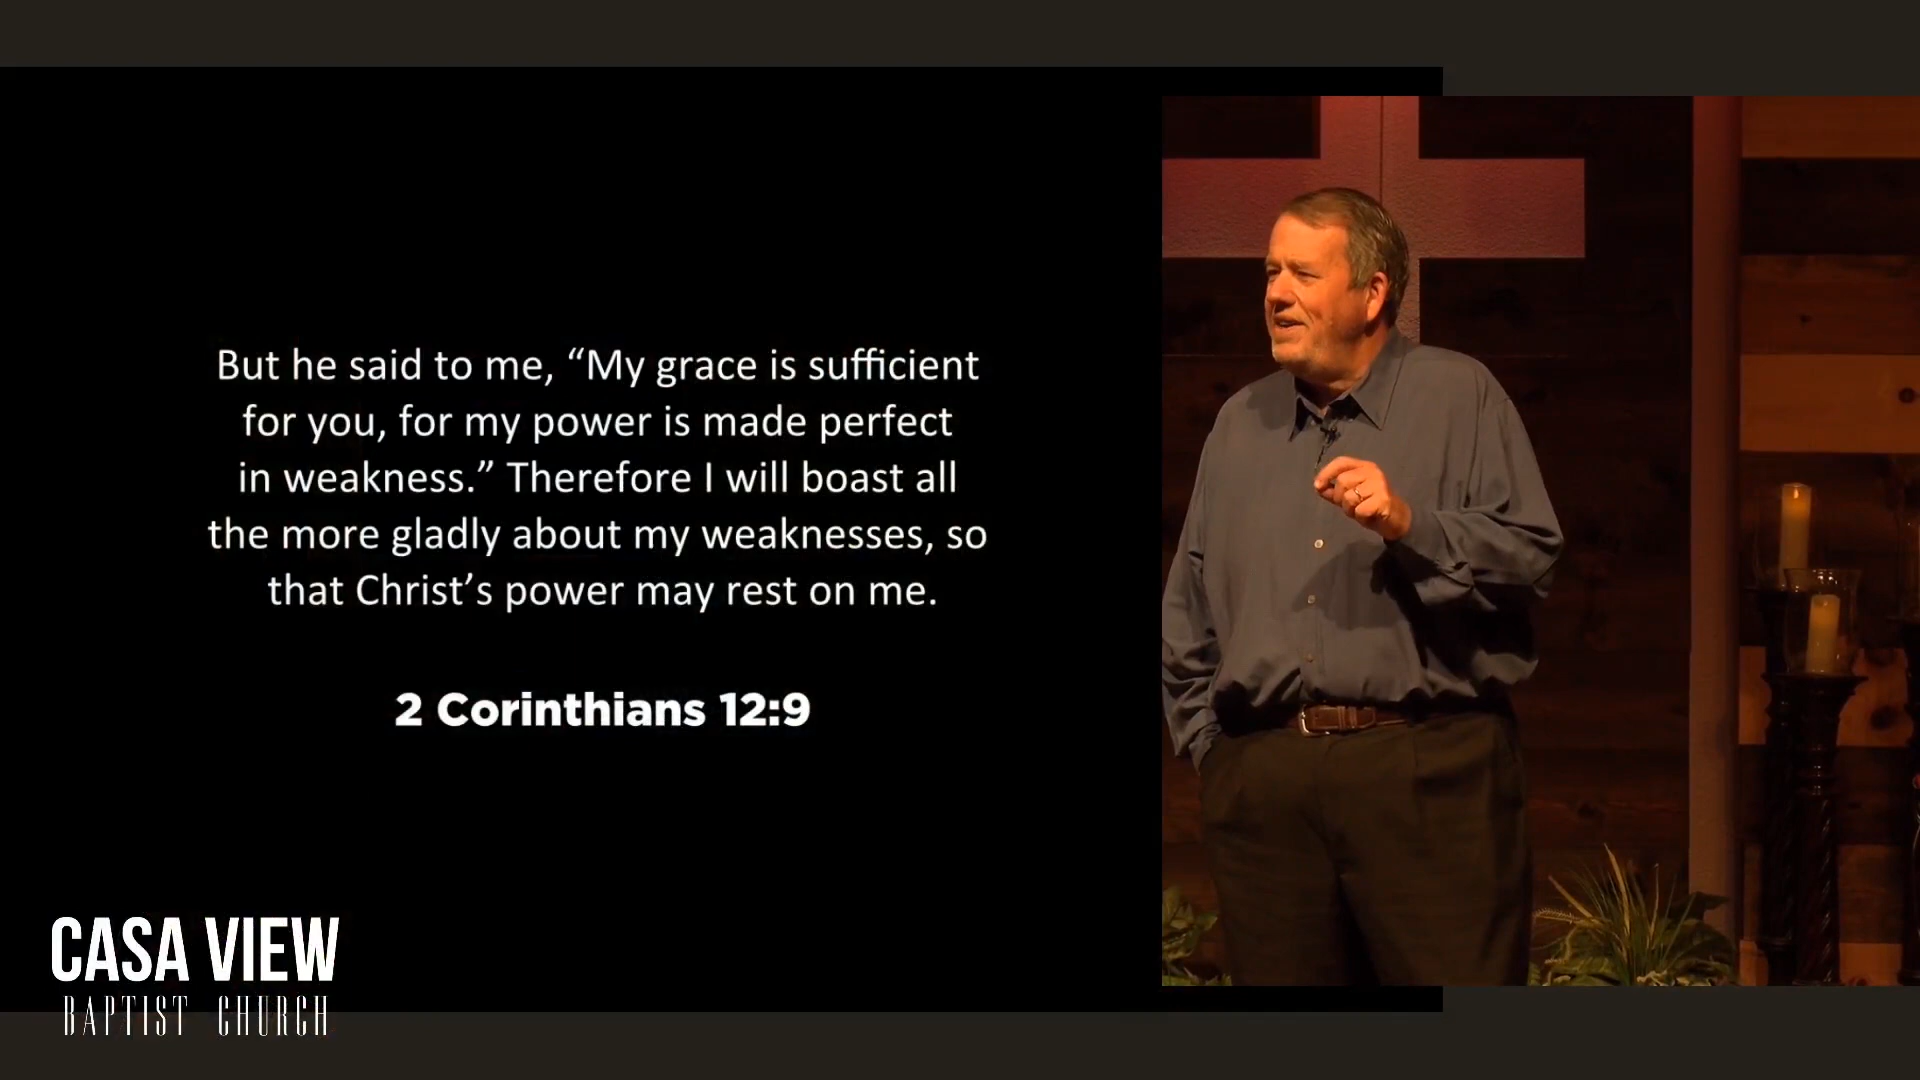 But he said to me, “My grace is sufficient
for you, for my power is made perfect
in weakness.” Therefore I will boast all
the more gladly about my weaknesses, so
that Christ’s power may rest on me.
2 Corinthians 12:9
CASA VIEW
BAPTIST CHURCH